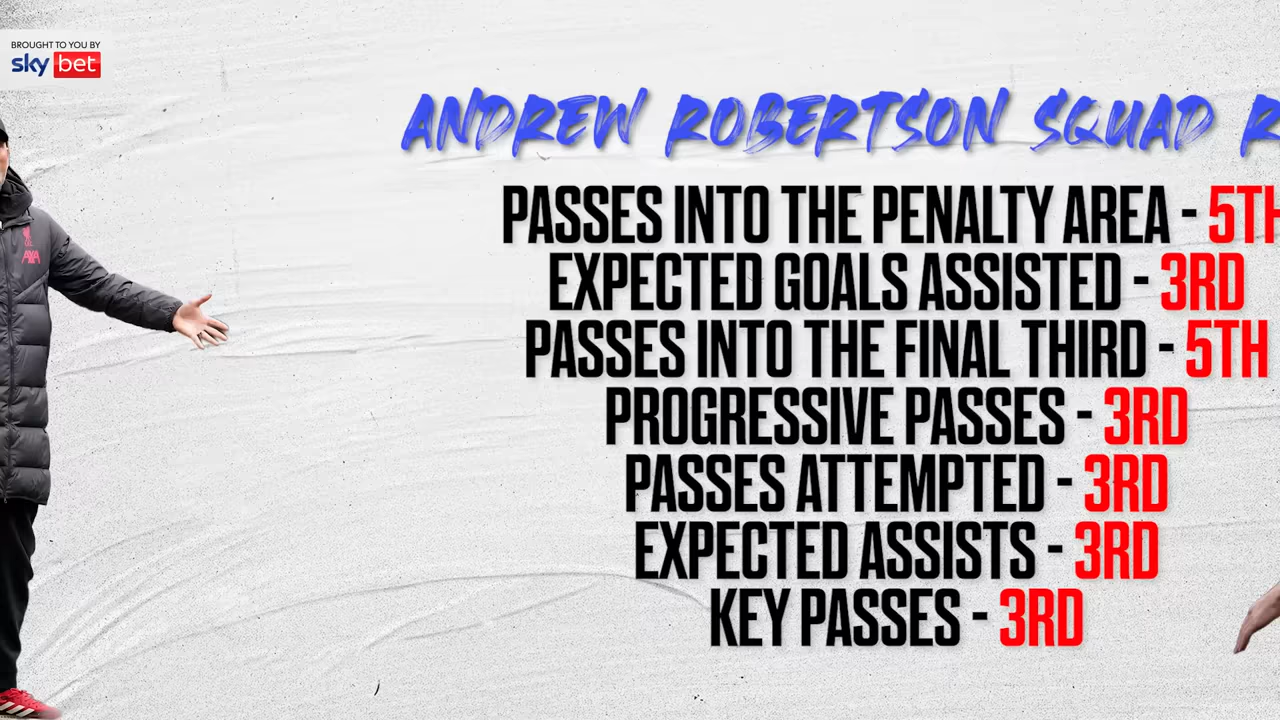 BROUGHT TO YOU BY
sky bet
ANDREW ROBERTSON SQUAD
PASSES INTO THE PENALTY AREA - 5TH
EXPECTED GOALS ASSISTED - 3RD
PASSES INTO THE FINAL THIRD - 5TH
PROGRESSIVE PASSES - 3RD
PASSES ATTEMPTED - 3RD
EXPECTED ASSISTS - 3RD
KEY PASSES - 3RD
AXA